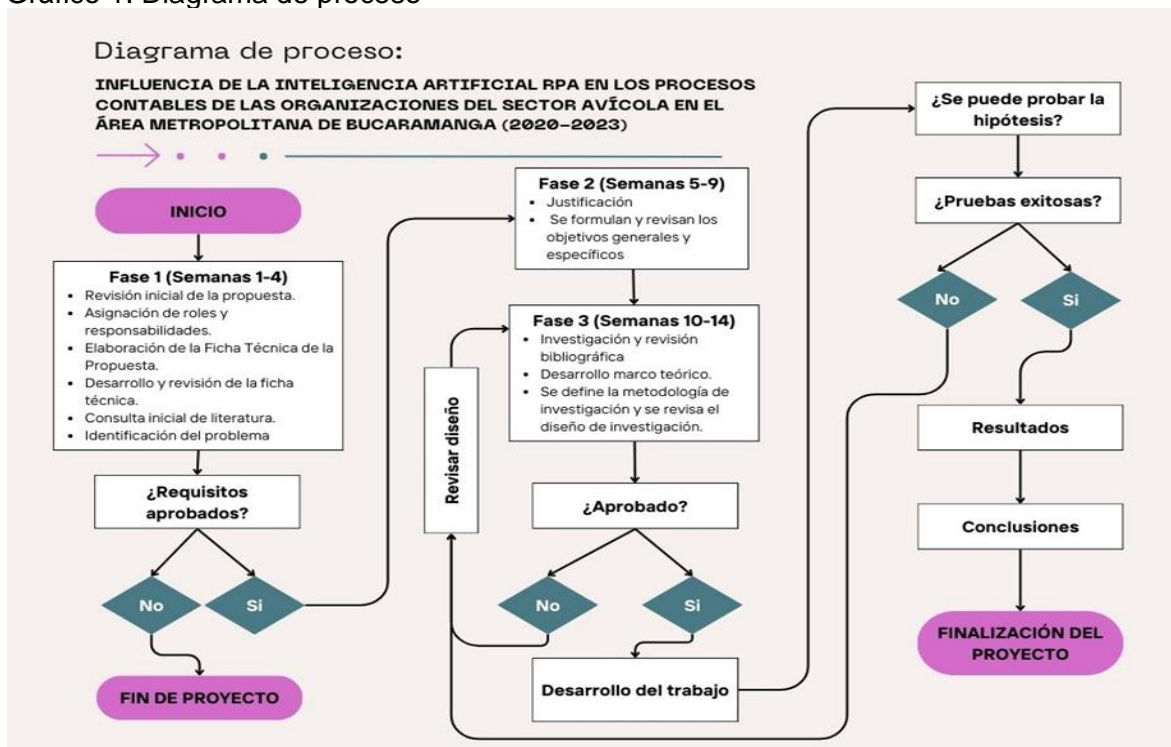 Gráfico 1. Diagrama de proceso
Diagrama de proceso:
INFLUENCIA DE LA INTELIGENCIA ARTIFICIAL RPA EN LOS PROCESOS
CONTABLES DE LAS ORGANIZACIONES DEL SECTOR AVÍCOLA EN EL
ÁREA METROPOLITANA DE BUCARAMANGA (2020-2023)
INICIO
Fase 1 (Semanas 1-4)
• Revisión inicial de la propuesta.
• Asignación de roles y
responsabilidades.
• Elaboración de la Ficha Técnica de la
Propuesta.
• Desarrollo y revisión de la ficha
técnica.
• Consulta inicial de literatura.
• Identificación del problema
¿Requisitos
aprobados?
No
Si
FIN DE PROYECTO
Fase 2 (Semanas 5-9)
• Justificación
• Se formulan y revisan los
objetivos generales y
específicos
Fase 3 (Semanas 10-14)
• Investigación y revisión
bibliográfica
• Desarrollo marco teórico.
• Se define la metodología de
investigación y se revisa el
diseño de investigación.
Revisar diseño
¿Aprobado?
No
Si
Desarrollo del trabajo
¿Se puede probar la
hipótesis?
¿Pruebas exitosas?
No
Si
Resultados
Conclusiones
FINALIZACIÓN DEL
PROYECTO